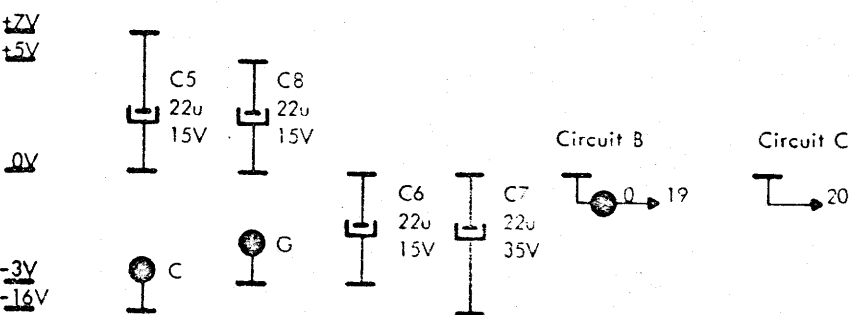 +7V
+5V
C5
22u
15V
C8
22u
15V
0V
C6
22u
15V
C7
22u
35V
Circuit B
0
19
Circuit C
20
-3V
-16V
C
G